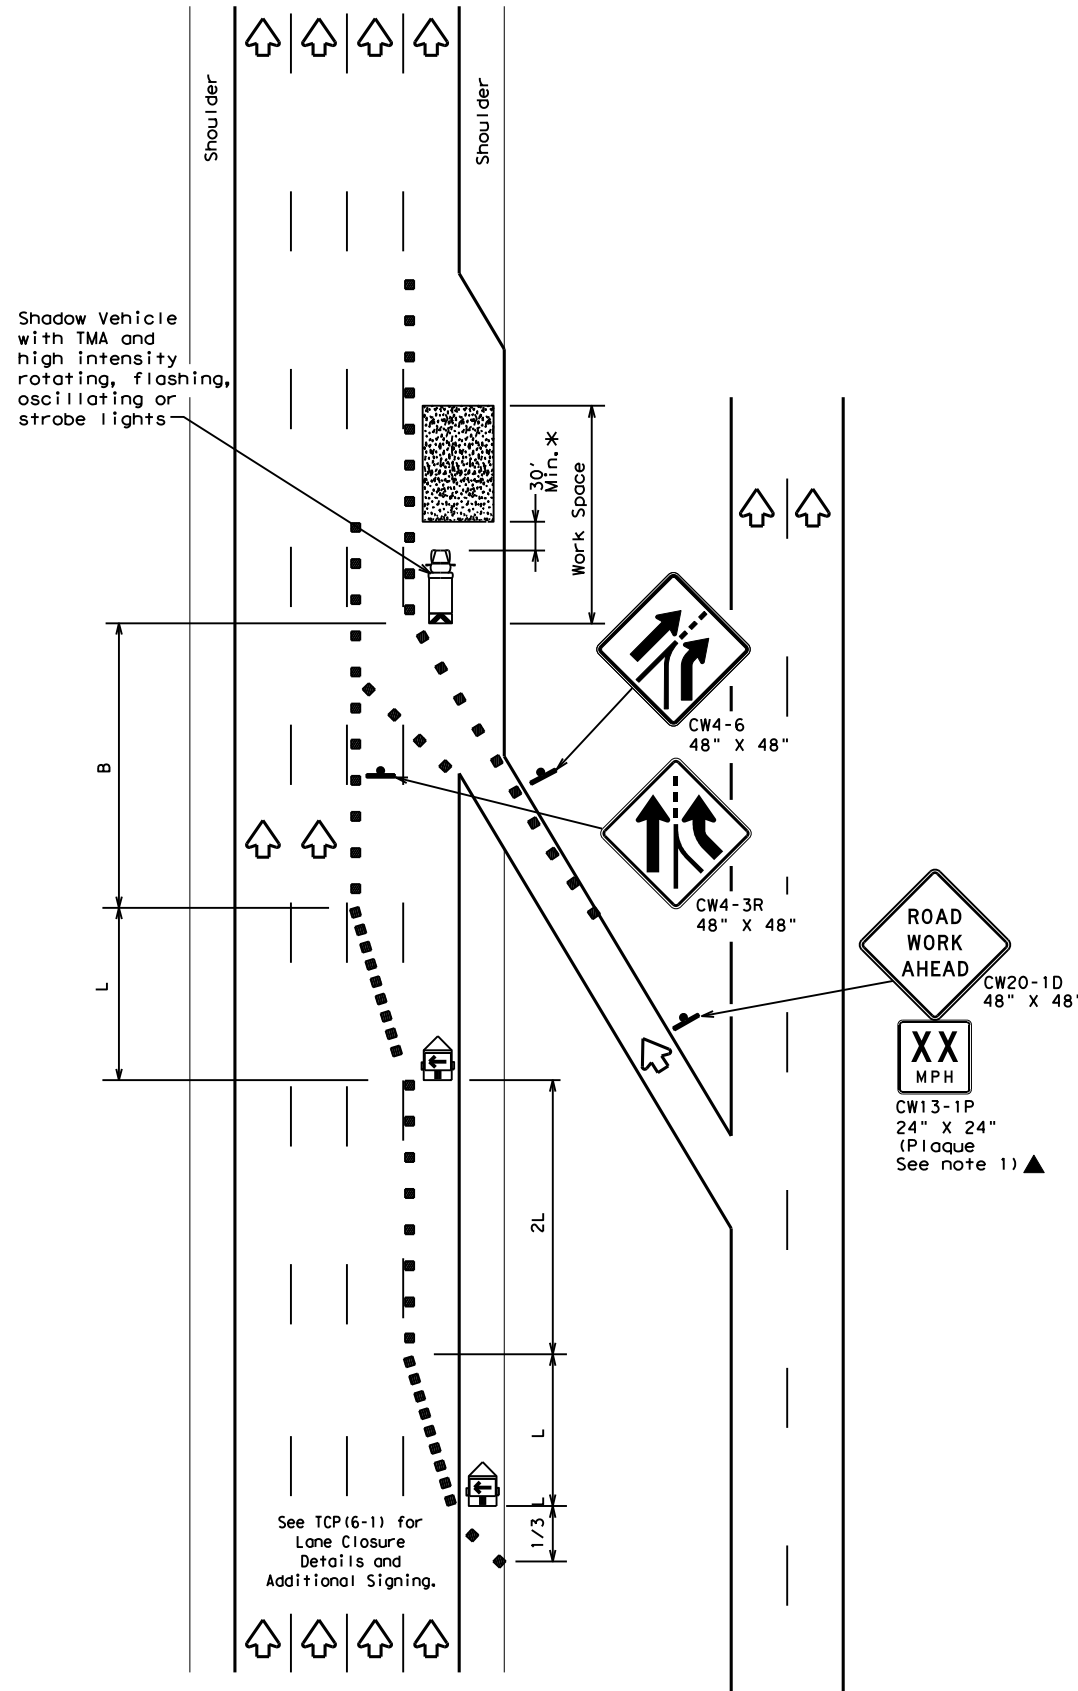 Shoulder
Shoulder
Shadow Vehicle
with TMA and
high intensity
rotating, flashing,
oscillating or
strobe lights
30'
Min.*
Work Space
CW4-6
48" X 48"
B
CW4-3R
48" X 48"
ROAD
WORK
AHEAD
CW20-1D
48" X 48"
L
XX
MPH
CW13-1P
24" X 24"
(Plaque
See note 1)▲
2L
L
1/3 L
See TCP(6-1) for
Lane Closure
Details and
Additional Signing.